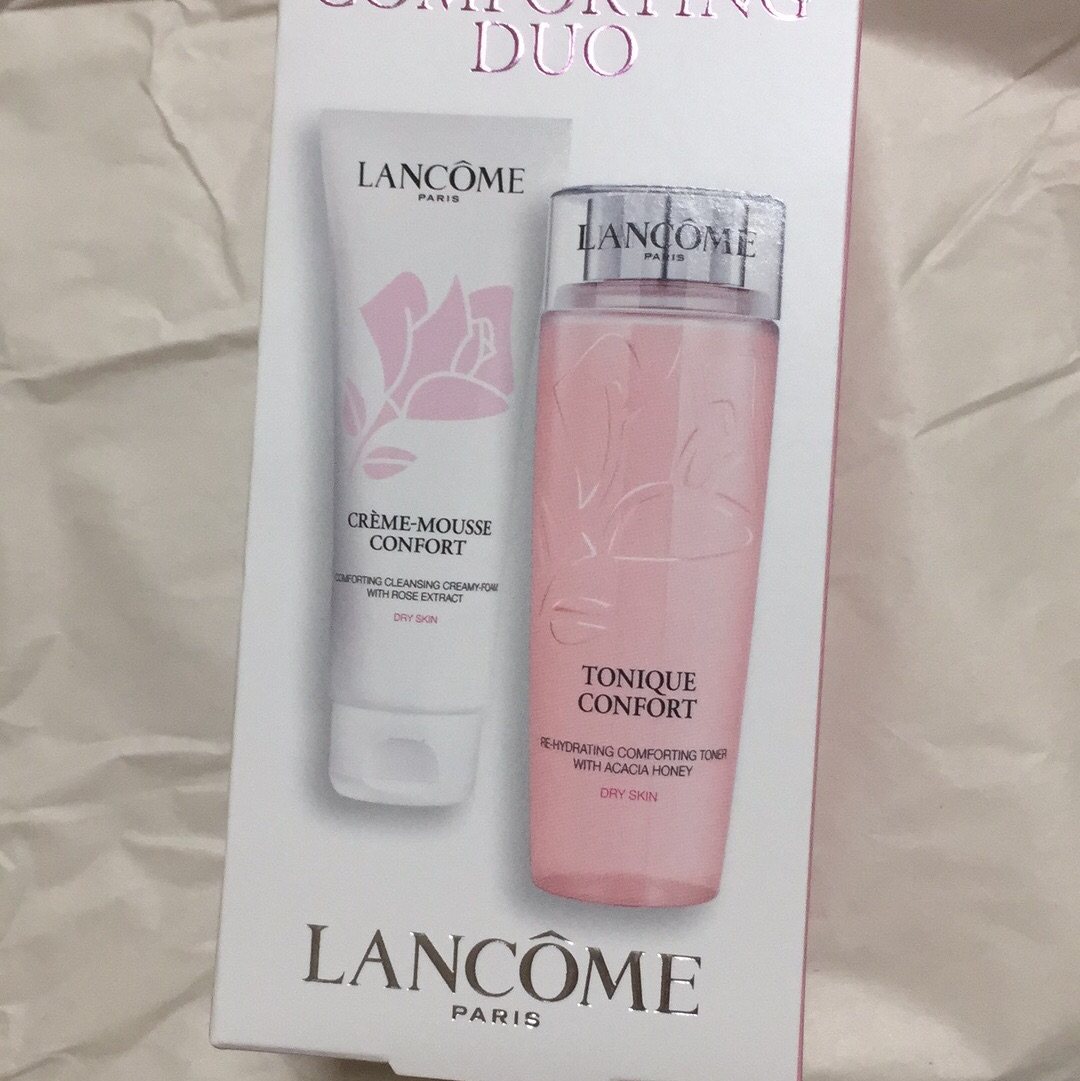 COMFORTING
DUO
LANCÔME
PARIS
CRÈME-MOUSSE
CONFORT
COMFORTING CLEANSING CREAMY-FOAM
WITH ROSE EXTRACT
DRY SKIN
LANCÔME
PARIS
TONIQUE
CONFORT
RE-HYDRATING COMFORTING TONER
WITH ACACIA HONEY
DRY SKIN
LANCÔME
PARIS